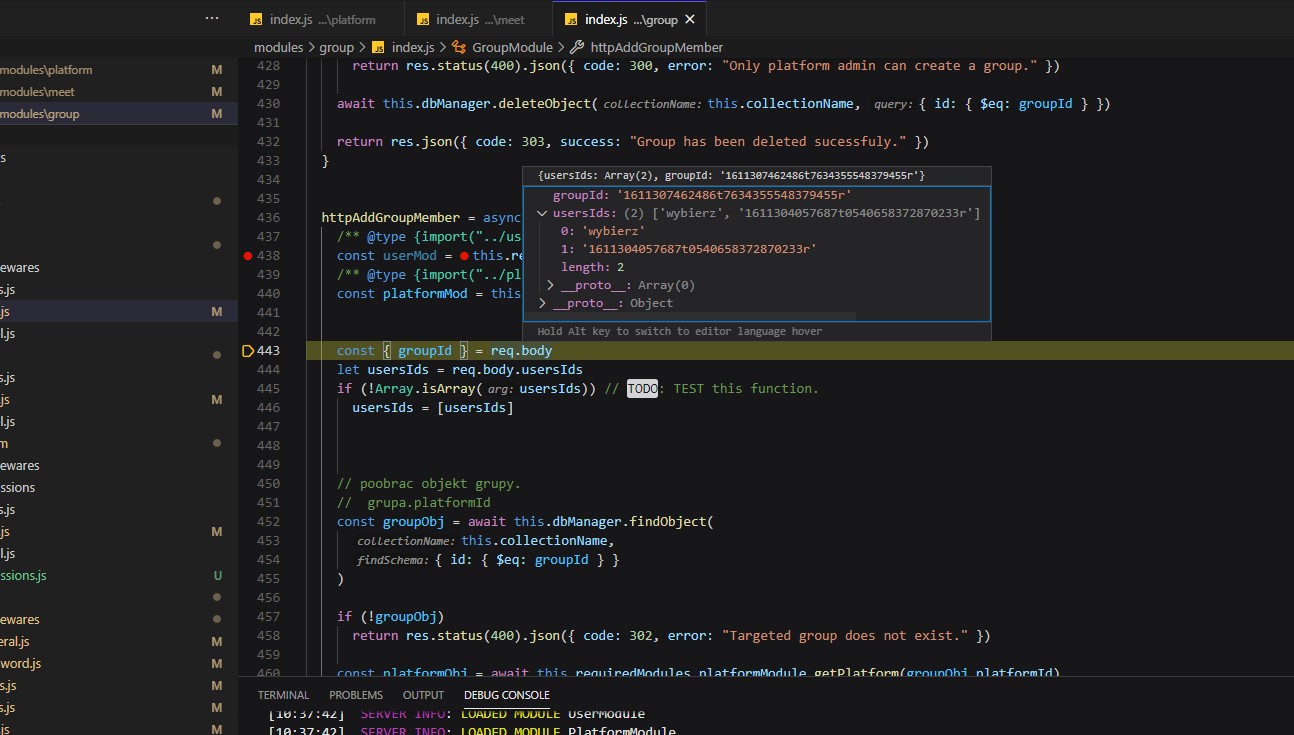 ··· index.js ...\platform index.js ...\meet index.js ...\group ✕
modules > group > index.js > GroupModule > httpAddGroupMember
modules\platform M
modules\meet M
modules\group M
s
ewares
s.js
.js M
l.js
s.js
.js M
l.js
m
ewares
ssions
s.js
.js M
l.js
ssions.js U
ewares
eral.js M
word.js M
s.js M
s.js M
.js M
428 return res.status(400).json({ code: 300, error: "Only platform admin can create a group." })
429
430 await this.dbManager.deleteObject( collectionName: this.collectionName, query: { id: { $eq: groupId } })
431
432 return res.json({ code: 303, success: "Group has been deleted sucessfuly." })
433 }
434
435
436 httpAddGroupMember = async
437 /** @type {import("../us
438 const userMod = this.re
439 /** @type {import("../pl
440 const platformMod = this
441
442
{usersIds: Array(2), groupId: '1611307462486t7634355548379455r'}
groupId: '1611307462486t7634355548379455r'
usersIds: (2) ['wybierz', '1611304057687t0540658372870233r']
0: 'wybierz'
1: '1611304057687t0540658372870233r'
length: 2
__proto__: Array(0)
__proto__: Object
Hold Alt key to switch to editor language hover
443 const { groupId } = req.body
444 let usersIds = req.body.usersIds
445 if (!Array.isArray( arg: usersIds)) // TODO: TEST this function.
446 usersIds = [usersIds]
447
448
449
450 // poobrac objekt grupy.
451 // grupa.platformId
452 const groupObj = await this.dbManager.findObject(
453 collectionName: this.collectionName,
454 findSchema: { id: { $eq: groupId } }
455 )
456
457 if (!groupObj)
458 return res.status(400).json({ code: 302, error: "Targeted group does not exist." })
459
460 const platformObj = await this.requiredModules.platformModule.getPlatform(groupObj.platformId)
TERMINAL PROBLEMS OUTPUT DEBUG CONSOLE
[10:37:42] SERVER INFO: LOADED MODULE UserModule
[10:37:42] SERVER INFO: LOADED MODULE PlatformModule